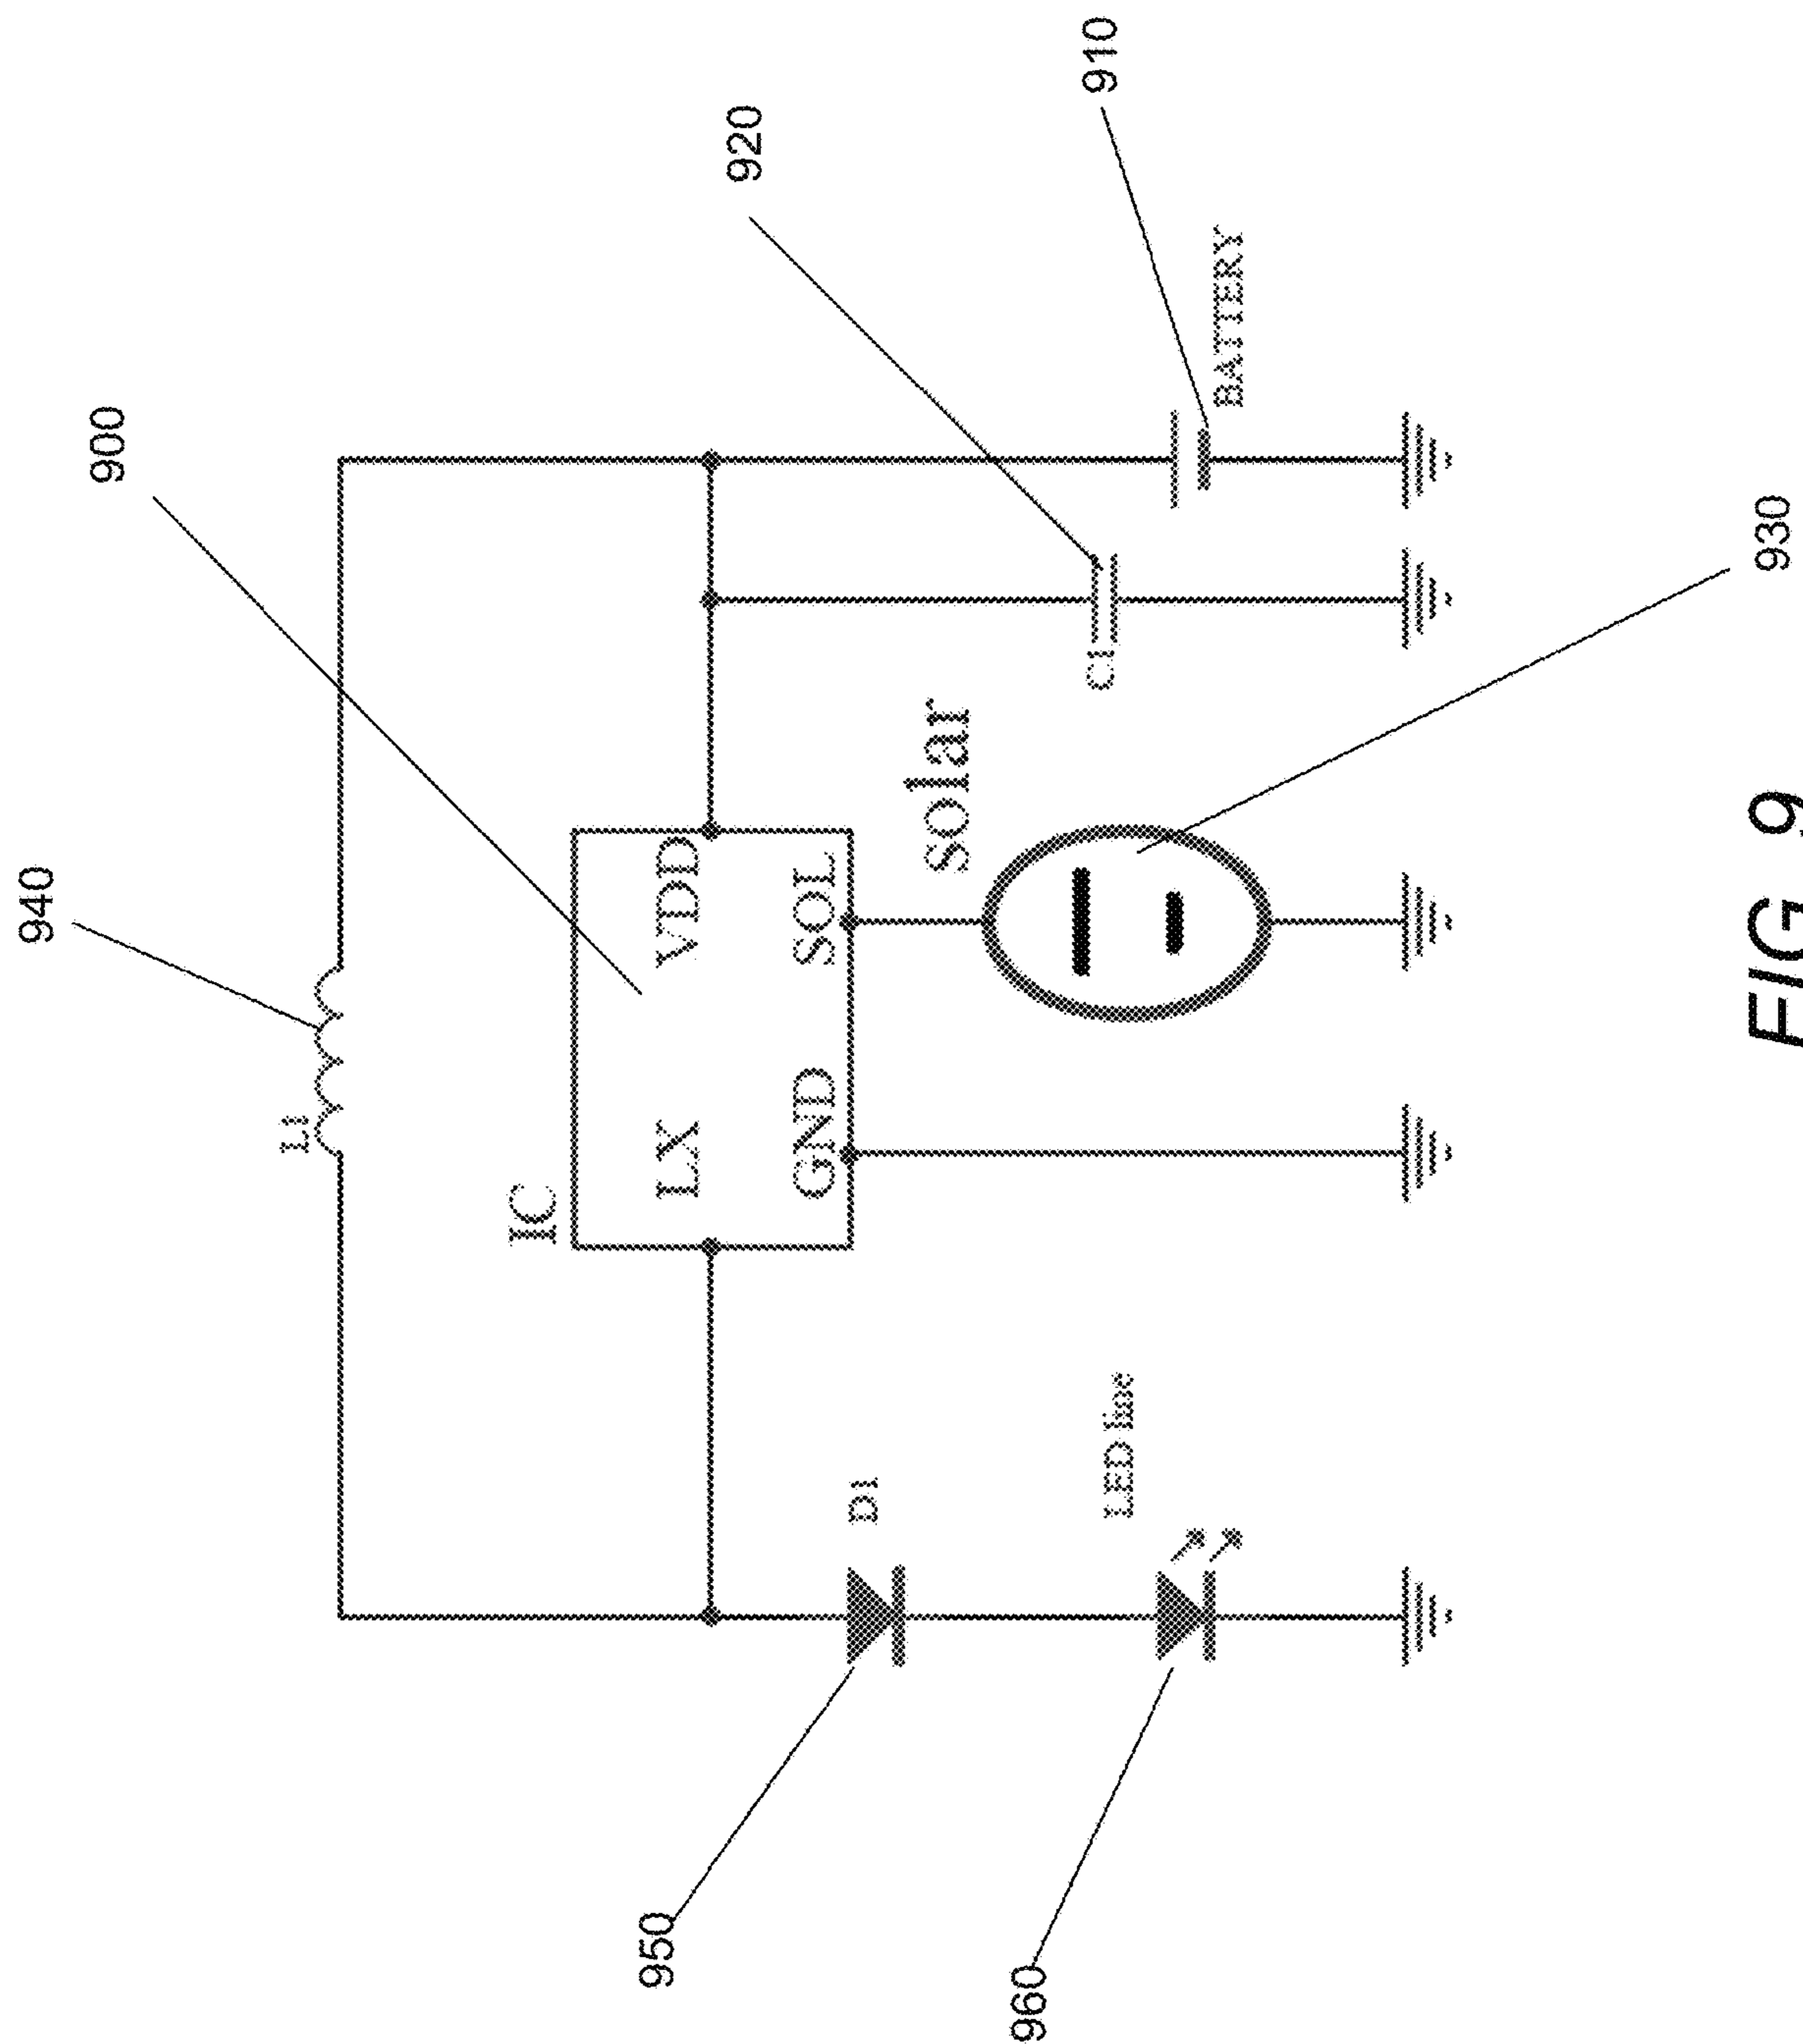 940
900
L1
IC
950
LX VDD
920
GND SOL
D1
Solar
960
C1
910
LED line
BATTERY
930
FIG 9